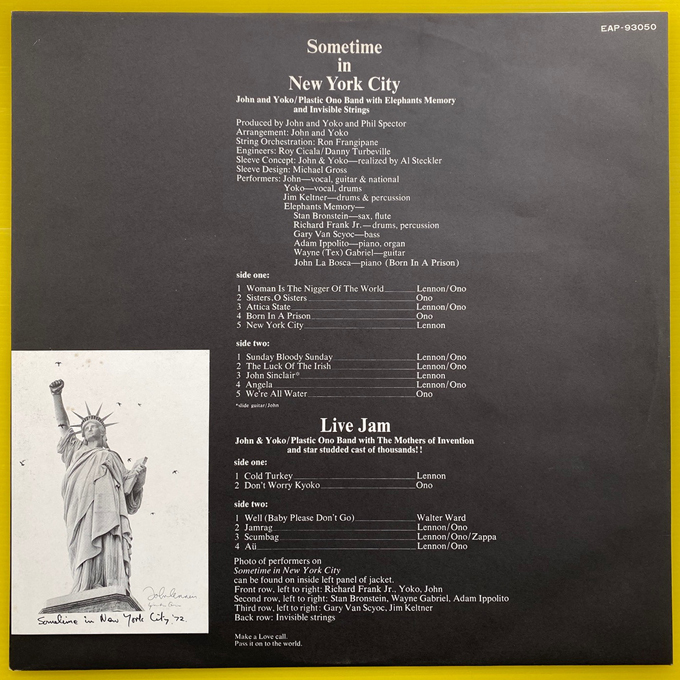 EAP-93050
Sometime
in
New York City
John and Yoko/Plastic Ono Band with Elephants Memory
and Invisible Strings
Produced by John and Yoko and Phil Spector
Arrangement: John and Yoko
String Orchestration: Ron Frangipane
Engineers: Roy Cicala/Danny Turbeville
Sleeve Concept: John & Yoko—realized by Al Steckler
Sleeve Design: Michael Gross
Performers: John—vocal, guitar & national
Yoko—vocal, drums
Jim Keltner—drums & percussion
Elephants Memory—
Stan Bronstein—sax, flute
Richard Frank Jr.—drums, percussion
Gary Van Scyoc—bass
Adam Ippolito—piano, organ
Wayne (Tex) Gabriel—guitar
John La Bosca—piano (Born In A Prison)
side one:
1 Woman Is The Nigger Of The World Lennon/Ono
2 Sisters,O Sisters Ono
3 Attica State Lennon/Ono
4 Born In A Prison Ono
5 New York City Lennon
side two:
1 Sunday Bloody Sunday Lennon/Ono
2 The Luck Of The Irish Lennon/Ono
3 John Sinclair* Lennon
4 Angela Lennon/Ono
5 We're All Water Ono
*slide guitar/John
Live Jam
John & Yoko/Plastic Ono Band with The Mothers of Invention
and star studded cast of thousands!!
side one:
1 Cold Turkey Lennon
2 Don't Worry Kyoko Ono
side two:
1 Well (Baby Please Don't Go) Walter Ward
2 Jamrag Lennon/Ono
3 Scumbag Lennon/Ono/Zappa
4 Aü Lennon/Ono
Photo of performers on
Sometime in New York City
can be found on inside left panel of jacket.
Front row, left to right: Richard Frank Jr., Yoko, John
Second row, left to right: Stan Bronstein, Wayne Gabriel, Adam Ippolito
Third row, left to right: Gary Van Scyoc, Jim Keltner
Back row: Invisible strings
Make a Love call.
Pass it on to the world.
John Lennon
Sometime in New York City '72